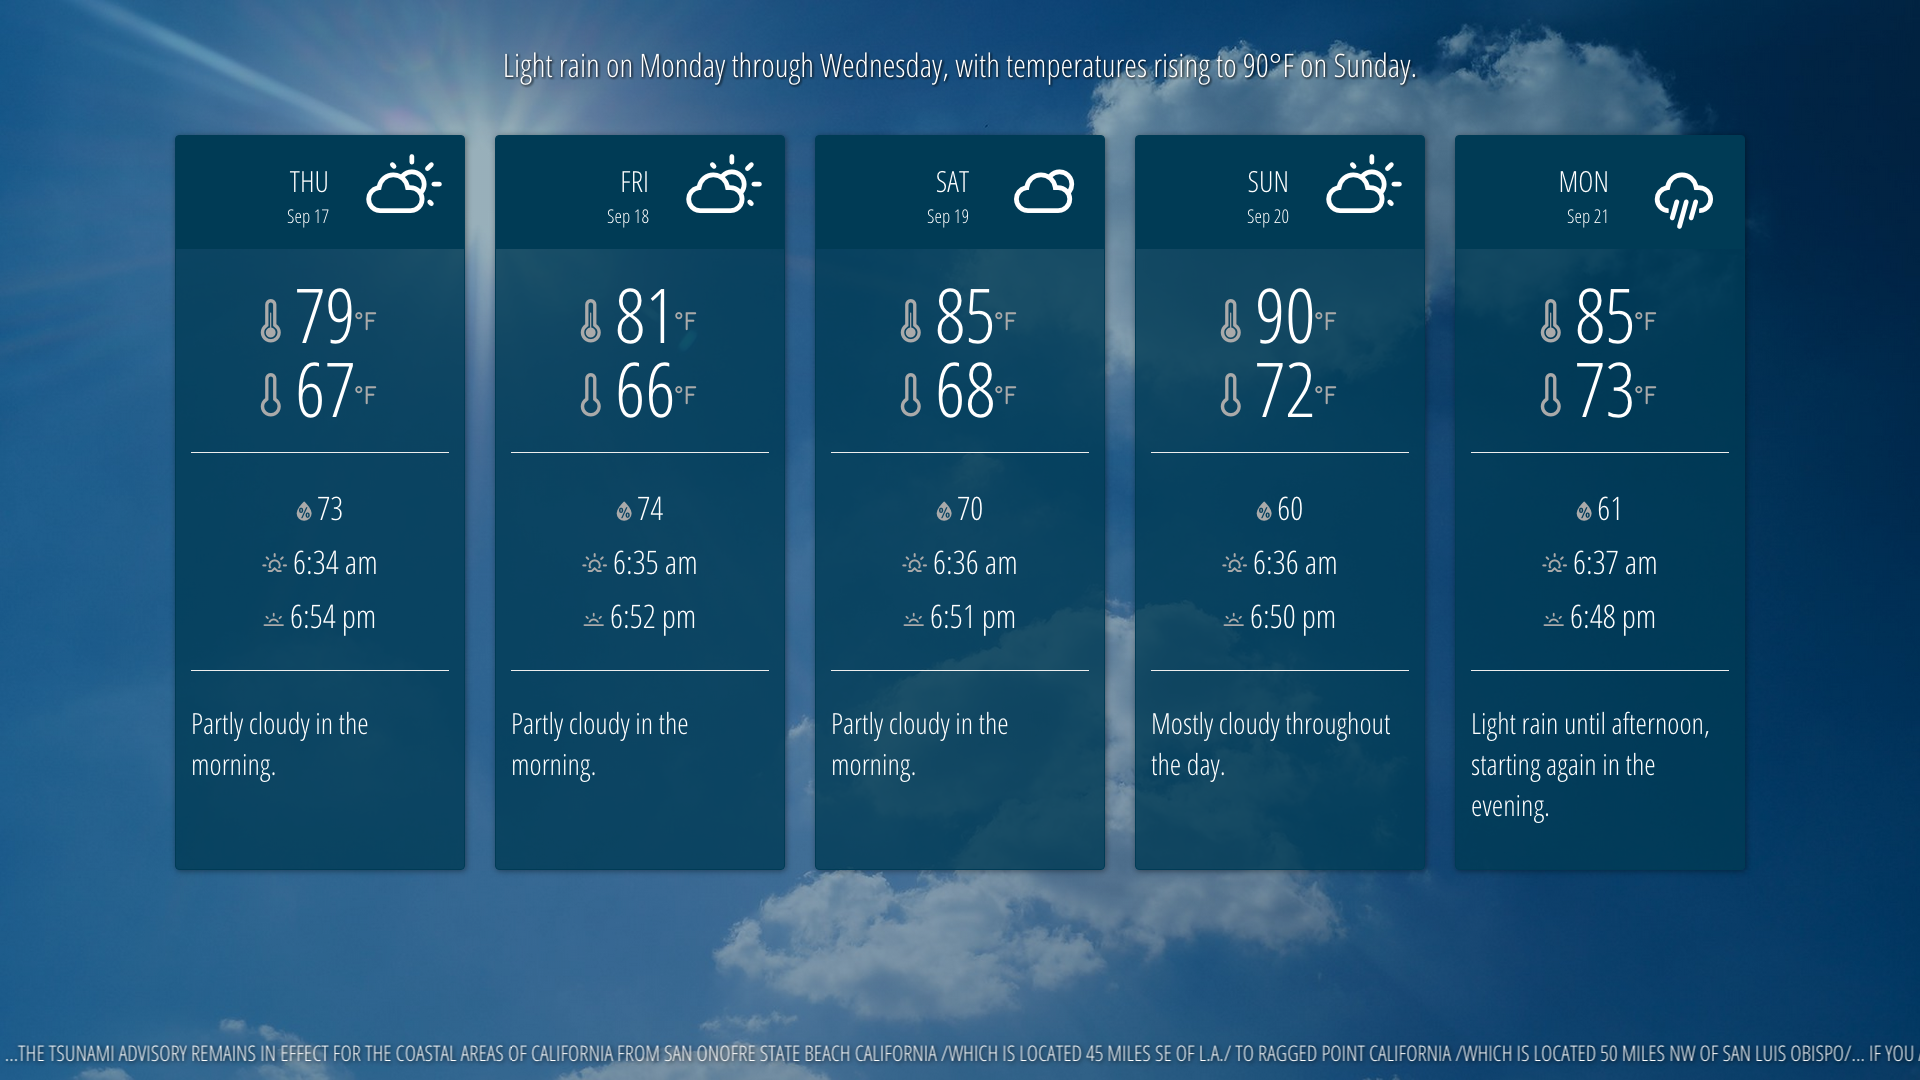 Light rain on Monday through Wednesday, with temperatures rising to 90°F on Sunday.
THU
Sep 17
79°F
67°F
73
6:34 am
6:54 pm
Partly cloudy in the
morning.
FRI
Sep 18
81°F
66°F
74
6:35 am
6:52 pm
Partly cloudy in the
morning.
SAT
Sep 19
85°F
68°F
70
6:36 am
6:51 pm
Partly cloudy in the
morning.
SUN
Sep 20
90°F
72°F
60
6:36 am
6:50 pm
Mostly cloudy throughout
the day.
MON
Sep 21
85°F
73°F
61
6:37 am
6:48 pm
Light rain until afternoon,
starting again in the
evening.
...THE TSUNAMI ADVISORY REMAINS IN EFFECT FOR THE COASTAL AREAS OF CALIFORNIA FROM SAN ONOFRE STATE BEACH CALIFORNIA /WHICH IS LOCATED 45 MILES SE OF L.A./ TO RAGGED POINT CALIFORNIA /WHICH IS LOCATED 50 MILES NW OF SAN LUIS OBISPO/... IF YOU